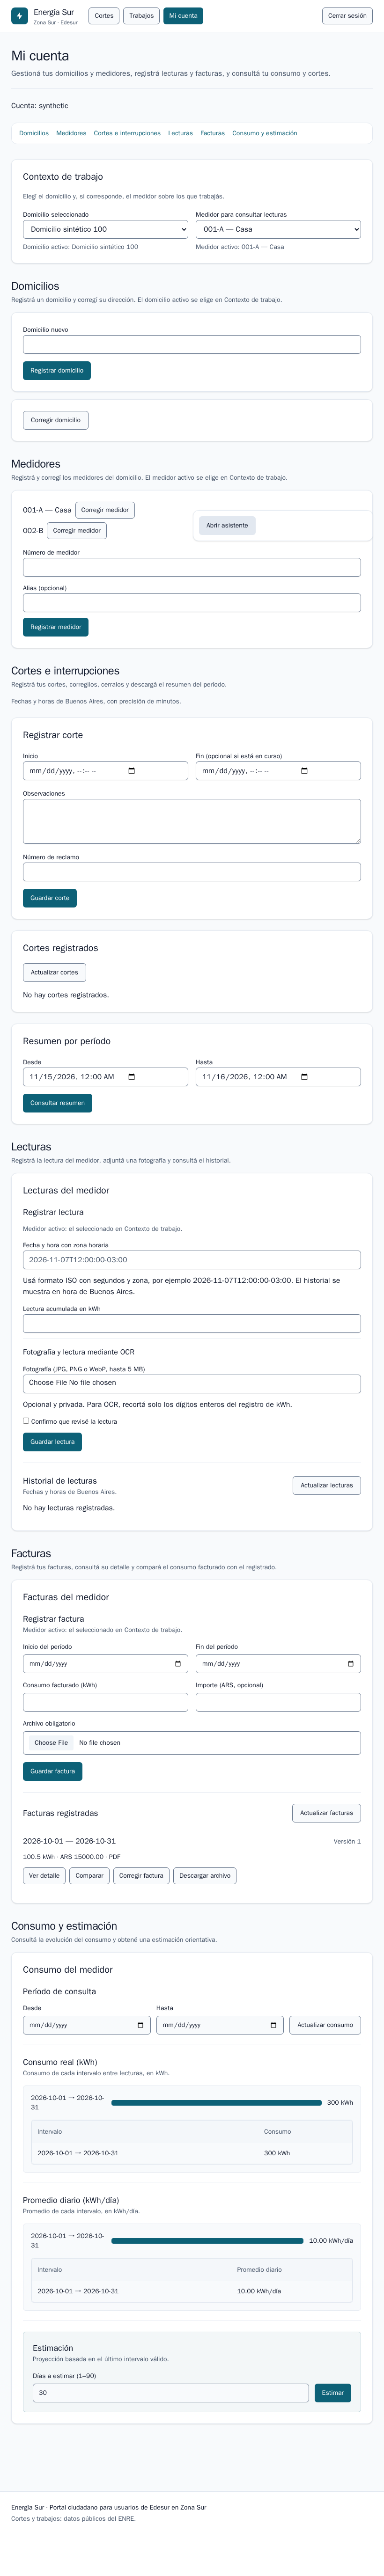 Energía Sur
Zona Sur · Edesur
Cortes
Trabajos
Mi cuenta
Cerrar sesión
Mi cuenta
Gestioná tus domicilios y medidores, registrá lecturas y facturas, y consultá tu consumo y cortes.
Cuenta: synthetic
Domicilios
Medidores
Cortes e interrupciones
Lecturas
Facturas
Consumo y estimación
Contexto de trabajo
Elegí el domicilio y, si corresponde, el medidor sobre los que trabajás.
Domicilio seleccionado
Medidor para consultar lecturas
Domicilio sintético 100
001-A — Casa
Domicilio activo: Domicilio sintético 100
Medidor activo: 001-A — Casa
Domicilios
Registrá un domicilio y corregí su dirección. El domicilio activo se elige en Contexto de trabajo.
Domicilio nuevo
Registrar domicilio
Corregir domicilio
Medidores
Registrá y corregí los medidores del domicilio. El medidor activo se elige en Contexto de trabajo.
001-A — Casa
Corregir medidor
002-B
Corregir medidor
Abrir asistente
Número de medidor
Alias (opcional)
Registrar medidor
Cortes e interrupciones
Registrá tus cortes, corregilos, cerralos y descargá el resumen del período.
Fechas y horas de Buenos Aires, con precisión de minutos.
Registrar corte
Inicio
Fin (opcional si está en curso)
mm/dd/yyyy, --:-- --
mm/dd/yyyy, --:-- --
Observaciones
Número de reclamo
Guardar corte
Cortes registrados
Actualizar cortes
No hay cortes registrados.
Resumen por período
Desde
Hasta
11/15/2026, 12:00 AM
11/16/2026, 12:00 AM
Consultar resumen
Lecturas
Registrá la lectura del medidor, adjuntá una fotografía y consultá el historial.
Lecturas del medidor
Registrar lectura
Medidor activo: el seleccionado en Contexto de trabajo.
Fecha y hora con zona horaria
2026-11-07T12:00:00-03:00
Usá formato ISO con segundos y zona, por ejemplo 2026-11-07T12:00:00-03:00. El historial se
muestra en hora de Buenos Aires.
Lectura acumulada en kWh
Fotografía y lectura mediante OCR
Fotografía (JPG, PNG o WebP, hasta 5 MB)
Choose File No file chosen
Opcional y privada. Para OCR, recortá solo los dígitos enteros del registro de kWh.
Confirmo que revisé la lectura
Guardar lectura
Historial de lecturas
Fechas y horas de Buenos Aires.
Actualizar lecturas
No hay lecturas registradas.
Facturas
Registrá tus facturas, consultá su detalle y compará el consumo facturado con el registrado.
Facturas del medidor
Registrar factura
Medidor activo: el seleccionado en Contexto de trabajo.
Inicio del período
Fin del período
mm/dd/yyyy
mm/dd/yyyy
Consumo facturado (kWh)
Importe (ARS, opcional)
Archivo obligatorio
Choose File No file chosen
Guardar factura
Facturas registradas
Actualizar facturas
2026-10-01 — 2026-10-31
Versión 1
100.5 kWh · ARS 15000.00 · PDF
Ver detalle
Comparar
Corregir factura
Descargar archivo
Consumo y estimación
Consultá la evolución del consumo y obtené una estimación orientativa.
Consumo del medidor
Período de consulta
Desde
Hasta
mm/dd/yyyy
mm/dd/yyyy
Actualizar consumo
Consumo real (kWh)
Consumo de cada intervalo entre lecturas, en kWh.
2026-10-01 → 2026-10-
31
300 kWh
Intervalo
Consumo
2026-10-01 → 2026-10-31
300 kWh
Promedio diario (kWh/día)
Promedio de cada intervalo, en kWh/día.
2026-10-01 → 2026-10-
31
10.00 kWh/día
Intervalo
Promedio diario
2026-10-01 → 2026-10-31
10.00 kWh/día
Estimación
Proyección basada en el último intervalo válido.
Días a estimar (1–90)
30
Estimar
Energía Sur · Portal ciudadano para usuarios de Edesur en Zona Sur
Cortes y trabajos: datos públicos del ENRE.